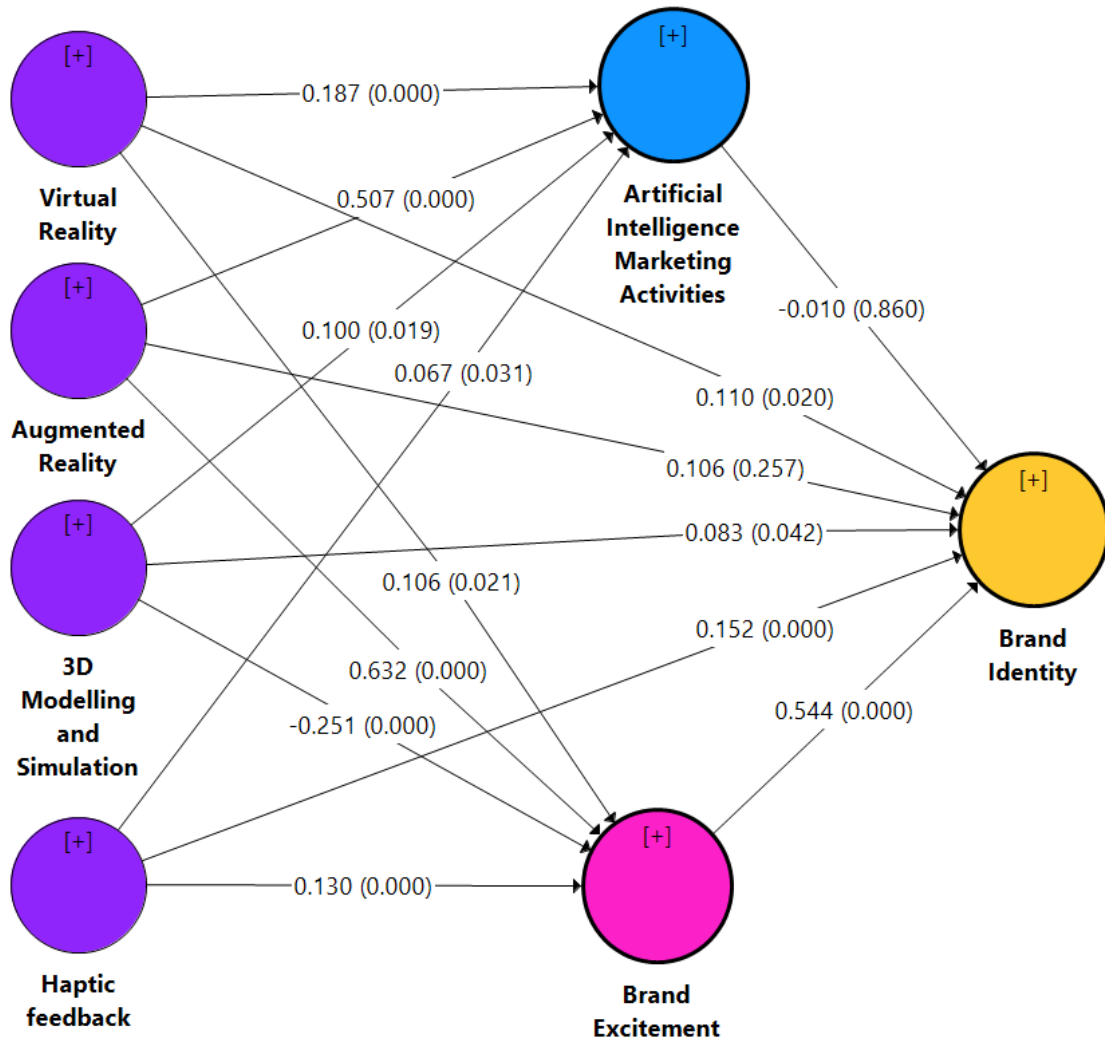 [+]
Virtual
Reality
[+]
Augmented
Reality
[+]
3D
Modelling
and
Simulation
[+]
Haptic
feedback
0.187 (0.000)
0.507 (0.000)
0.100 (0.019)
0.067 (0.031)
0.106 (0.021)
0.632 (0.000)
-0.251 (0.000)
0.130 (0.000)
[+]
Artificial
Intelligence
Marketing
Activities
-0.010 (0.860)
0.110 (0.020)
0.106 (0.257)
0.083 (0.042)
0.152 (0.000)
0.544 (0.000)
[+]
Brand
Excitement
[+]
Brand
Identity